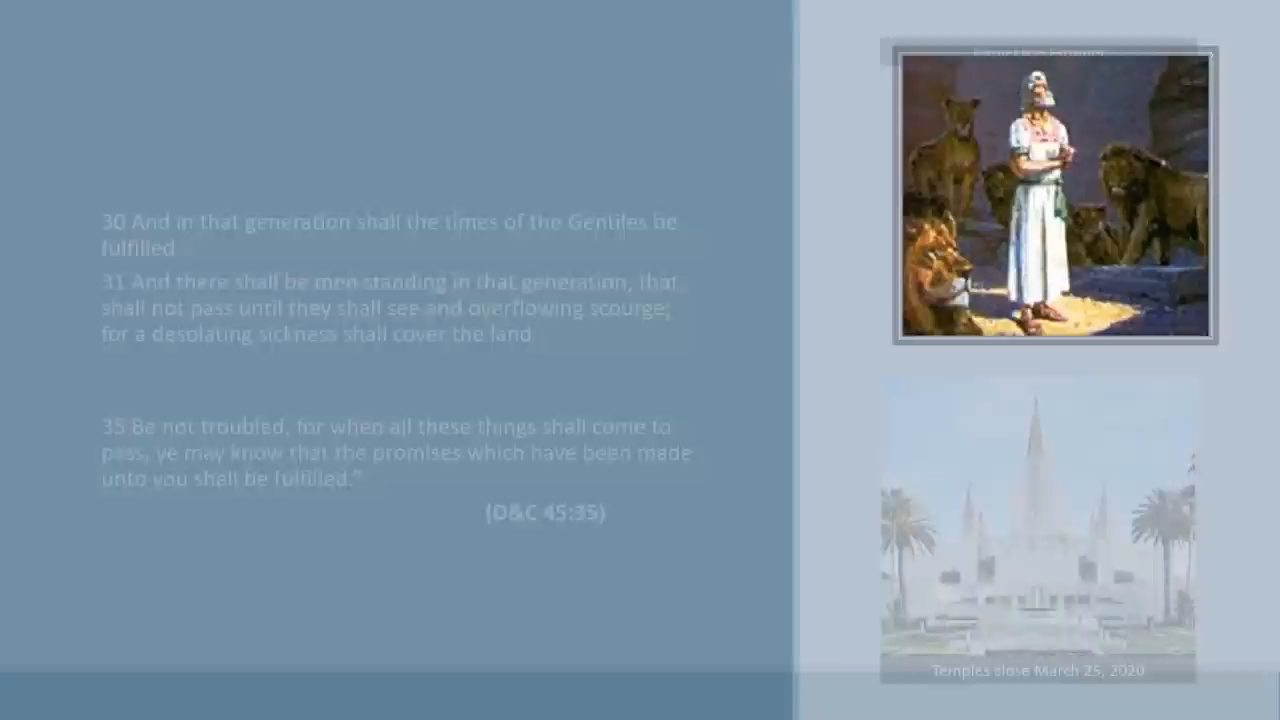 30 And in that generation shall the times of the Gentiles be
fulfilled
31 And there shall be men standing in that generation, that
shall not pass until they shall see and overflowing scourge;
for a desolating sickness shall cover the land
35 Be not troubled, for when all these things shall come to
pass, ye may know that the promises which have been made
unto you shall be fulfilled."
(D&C 45:35)
Temples close March 25, 2020